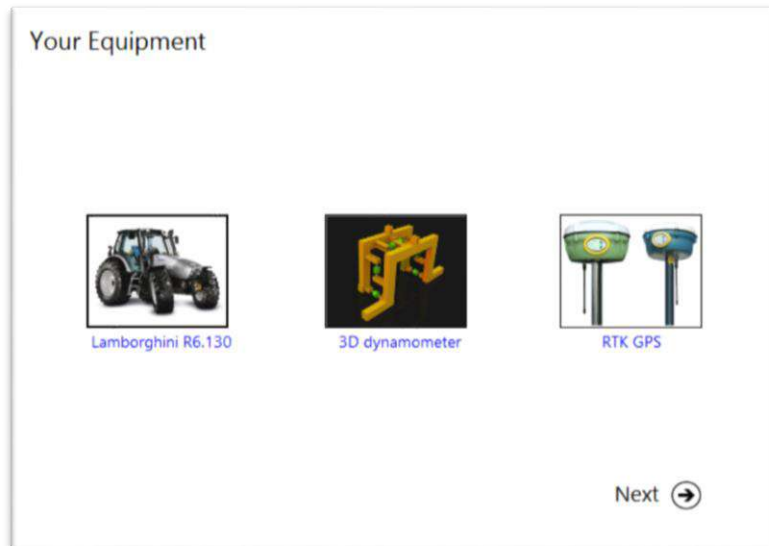 Your Equipment
Lamborghini R6.130
3D dynamometer
RTK GPS
Next